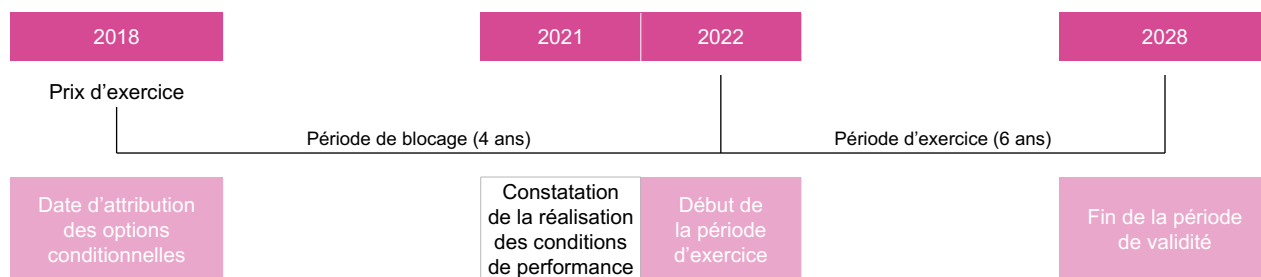 2018
2021
2022
2028
Prix d’exercice
Période de blocage (4 ans)
Période d’exercice (6 ans)
Date d’attribution
des options
conditionnelles
Constatation
de la réalisation
des conditions
de performance
Début de
la période
d’exercice
Fin de la période
de validité